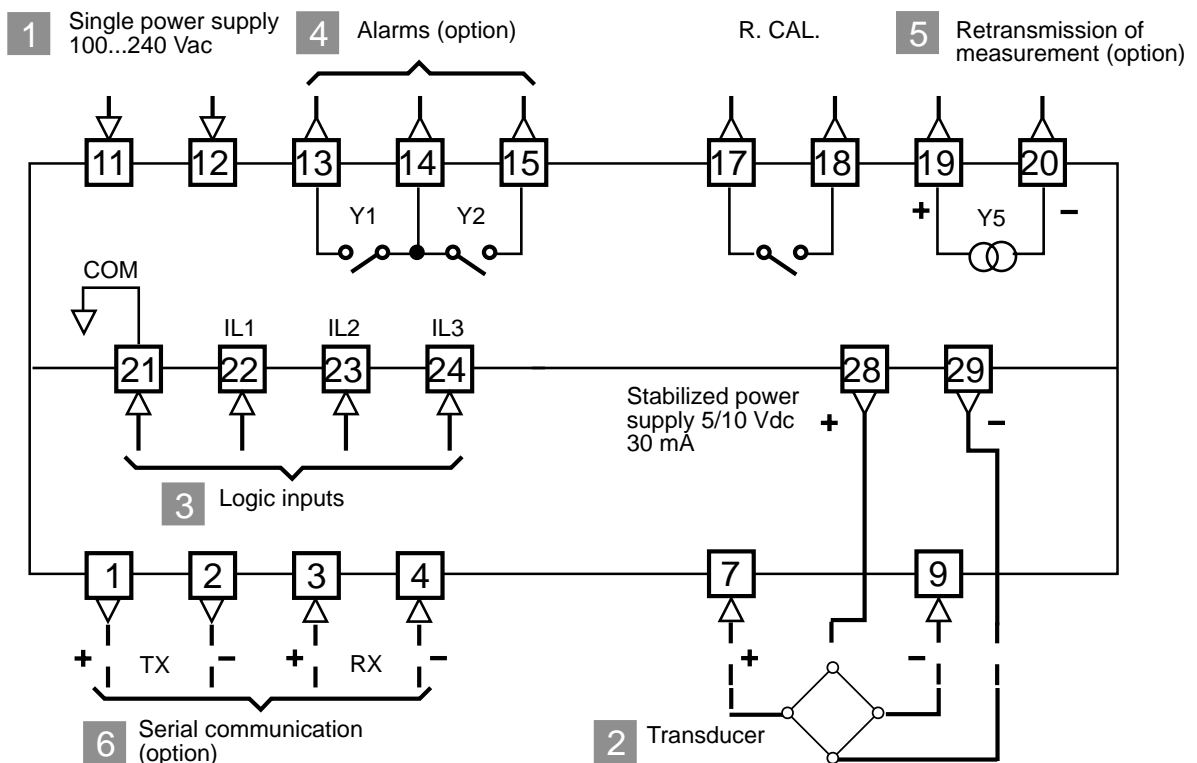 1 Single power supply
100...240 Vac
4 Alarms (option)
R. CAL.
5 Retransmission of
measurement (option)
11 12 13 14 15 17 18 19 20
Y1 Y2 + Y5 –
COM
IL1 IL2 IL3
21 22 23 24 28 29
Stabilized power
supply 5/10 Vdc
30 mA
+ –
3 Logic inputs
1 2 3 4 7 9
+ TX – + RX – + –
6 Serial communication
(option)
2 Transducer